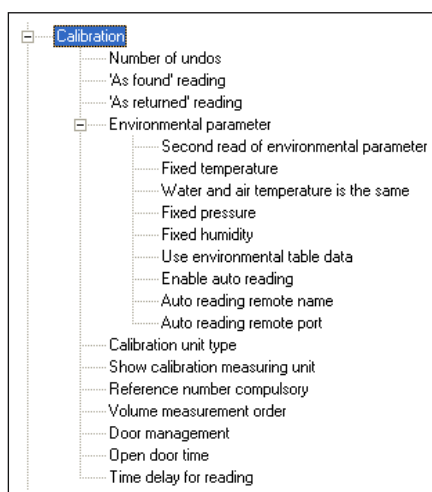 Calibration
Number of undos
'As found' reading
'As returned' reading
Environmental parameter
Second read of environmental parameter
Fixed temperature
Water and air temperature is the same
Fixed pressure
Fixed humidity
Use environmental table data
Enable auto reading
Auto reading remote name
Auto reading remote port
Calibration unit type
Show calibration measuring unit
Reference number compulsory
Volume measurement order
Door management
Open door time
Time delay for reading